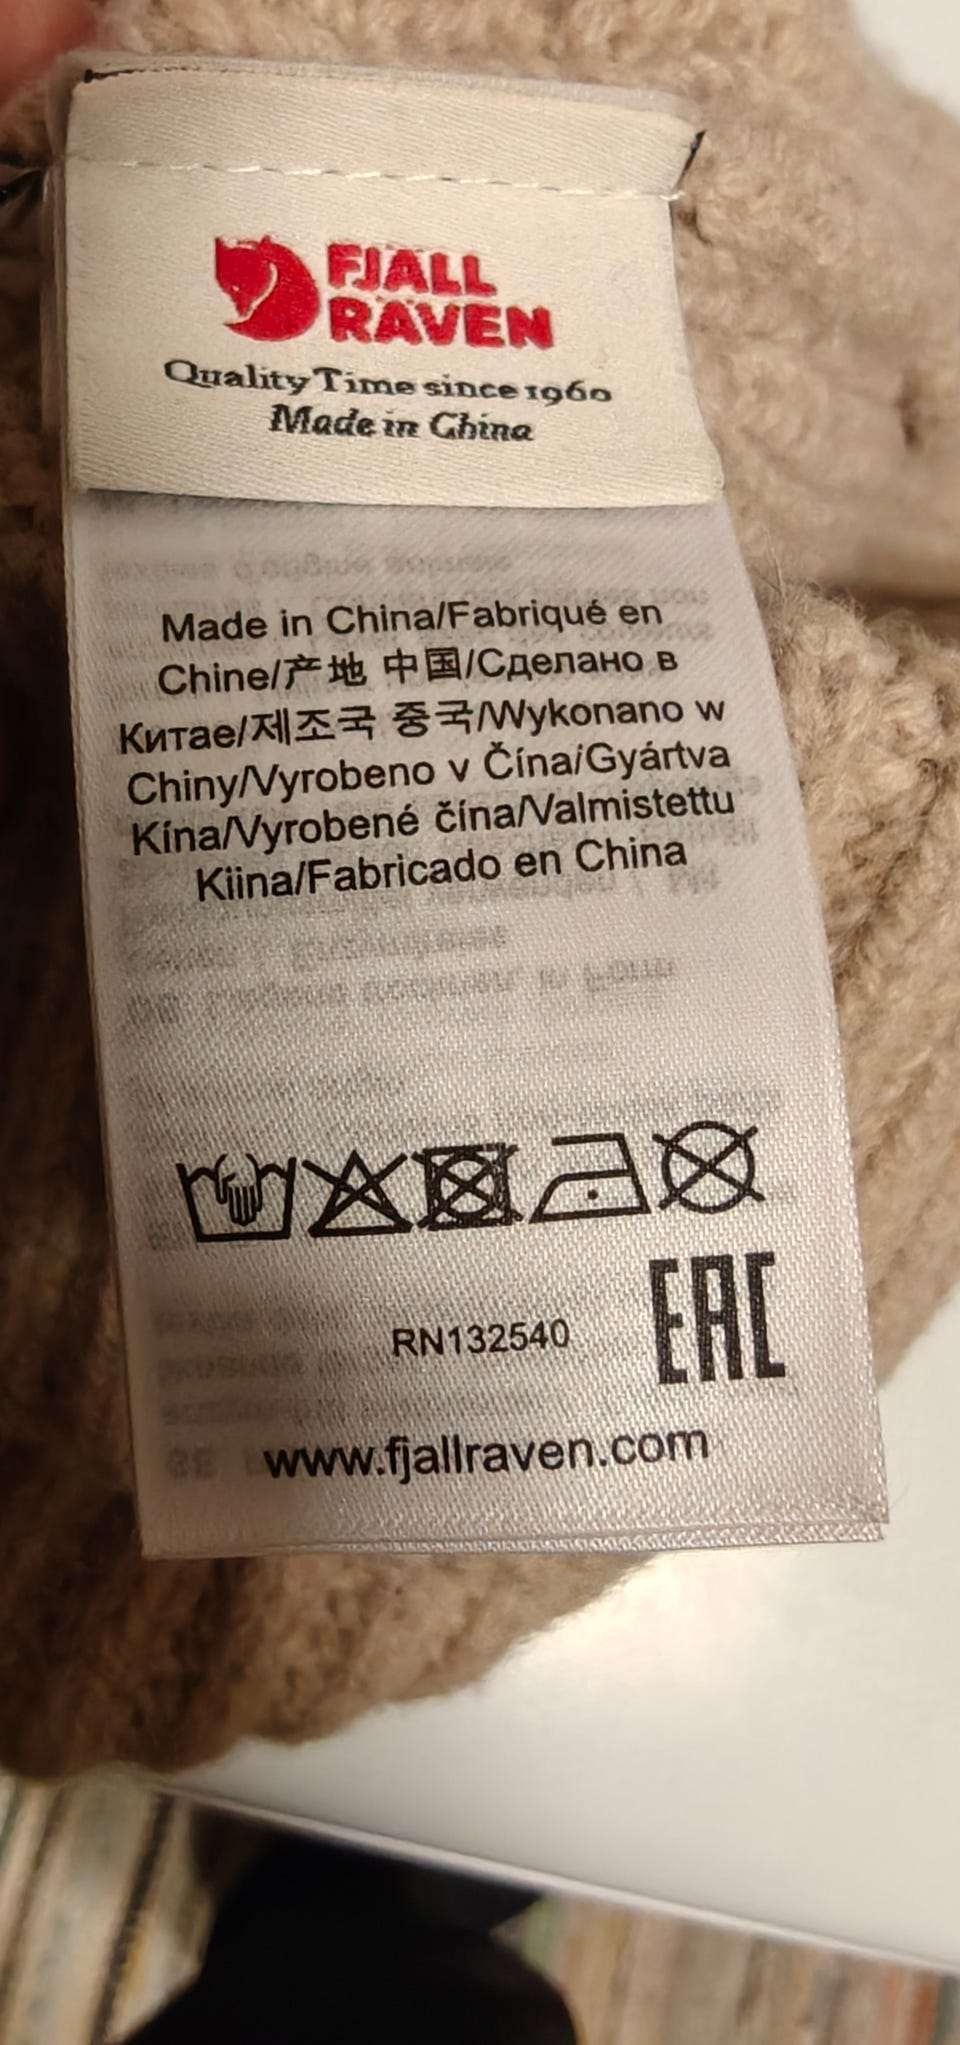 FJÄLL
RÄVEN
Quality Time since 1960
Made in China
Made in China/Fabriqué en
Chine/产地 中国/Сделано в
Китае/제조국 중국/Wykonano w
Chiny/Vyrobeno v Čína/Gyártva
Kína/Vyrobené čína/Valmistettu
Kiina/Fabricado en China
EAC
RN132540
www.fjallraven.com